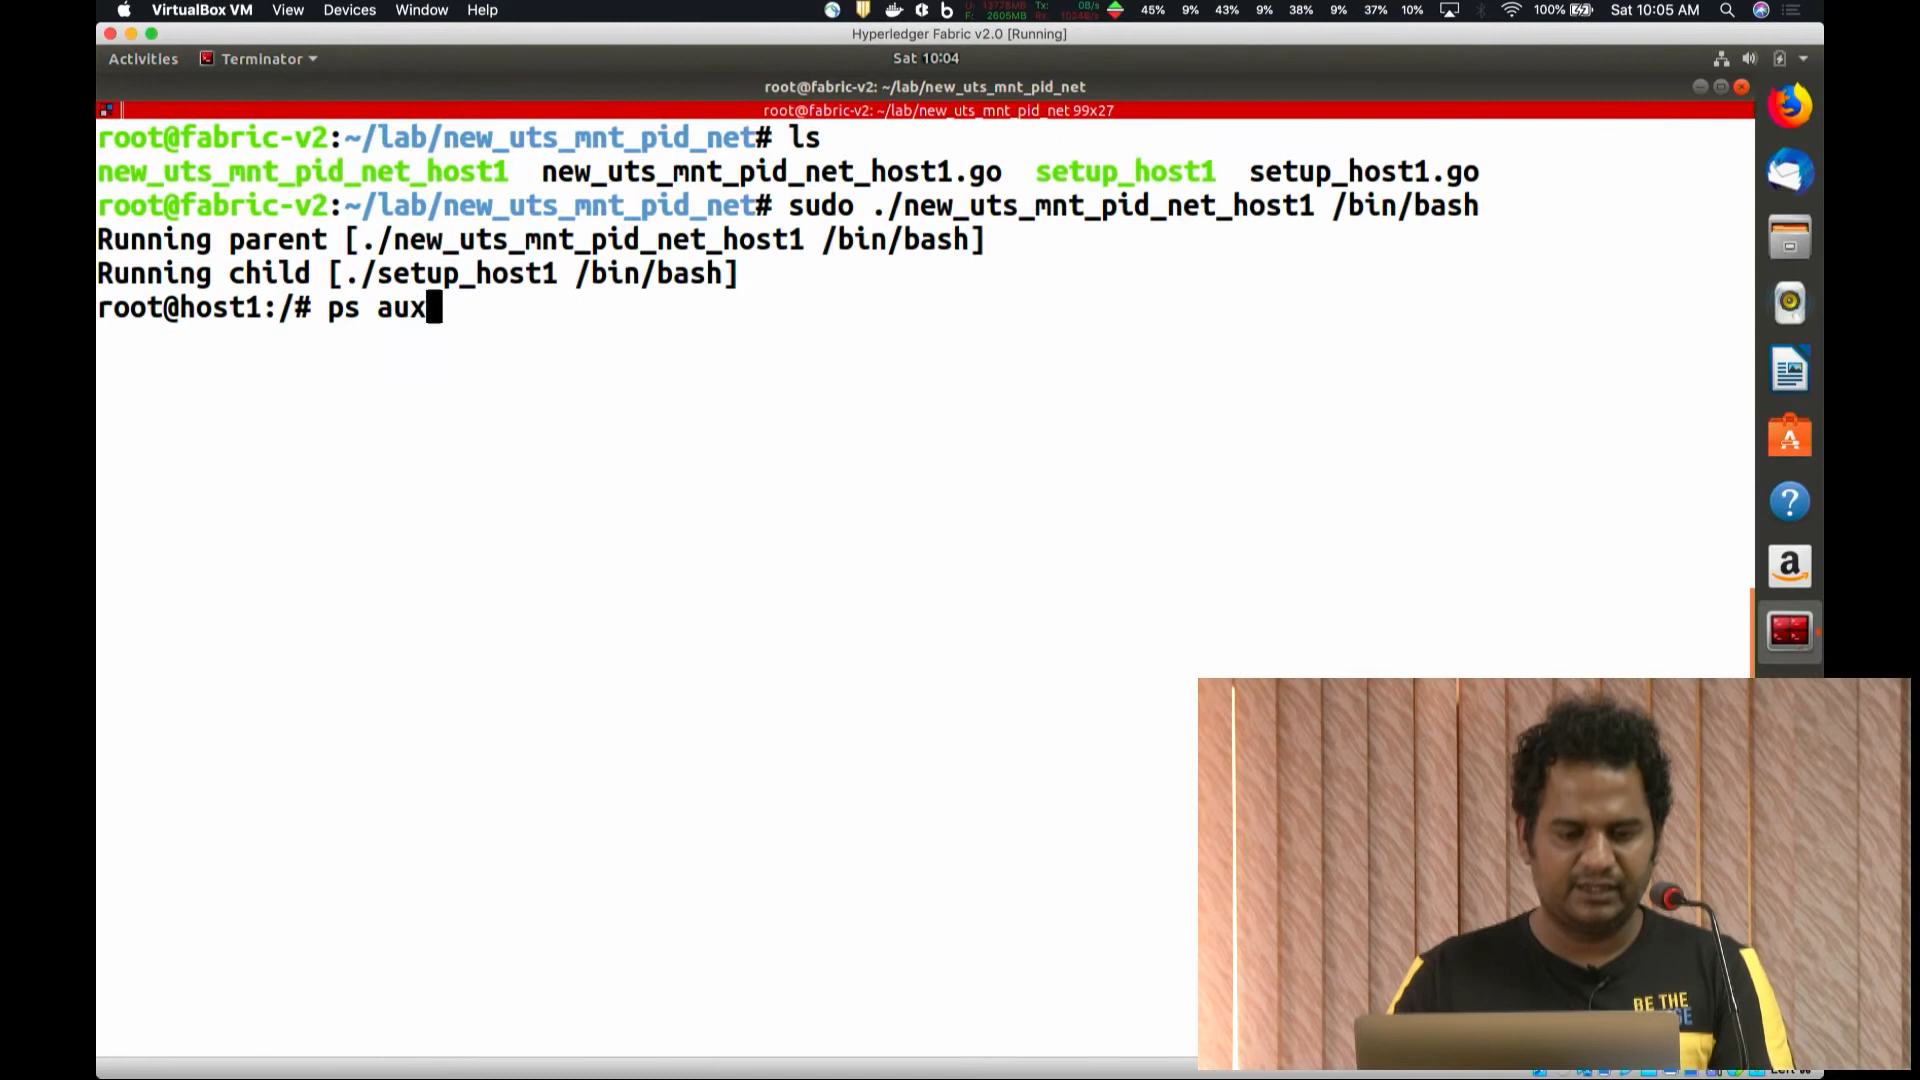 VirtualBox VM View Devices Window Help 45% 9% 43% 9% 38% 9% 37% 10% 100% Sat 10:05 AM
Hyperledger Fabric v2.0 [Running]
Activities Terminator Sat 10:04
root@fabric-v2: ~/lab/new_uts_mnt_pid_net
root@fabric-v2: ~/lab/new_uts_mnt_pid_net 99x27
root@fabric-v2:~/lab/new_uts_mnt_pid_net# ls
new_uts_mnt_pid_net_host1 new_uts_mnt_pid_net_host1.go setup_host1 setup_host1.go
root@fabric-v2:~/lab/new_uts_mnt_pid_net# sudo ./new_uts_mnt_pid_net_host1 /bin/bash
Running parent [./new_uts_mnt_pid_net_host1 /bin/bash]
Running child [./setup_host1 /bin/bash]
root@host1:/# ps aux
BE THE